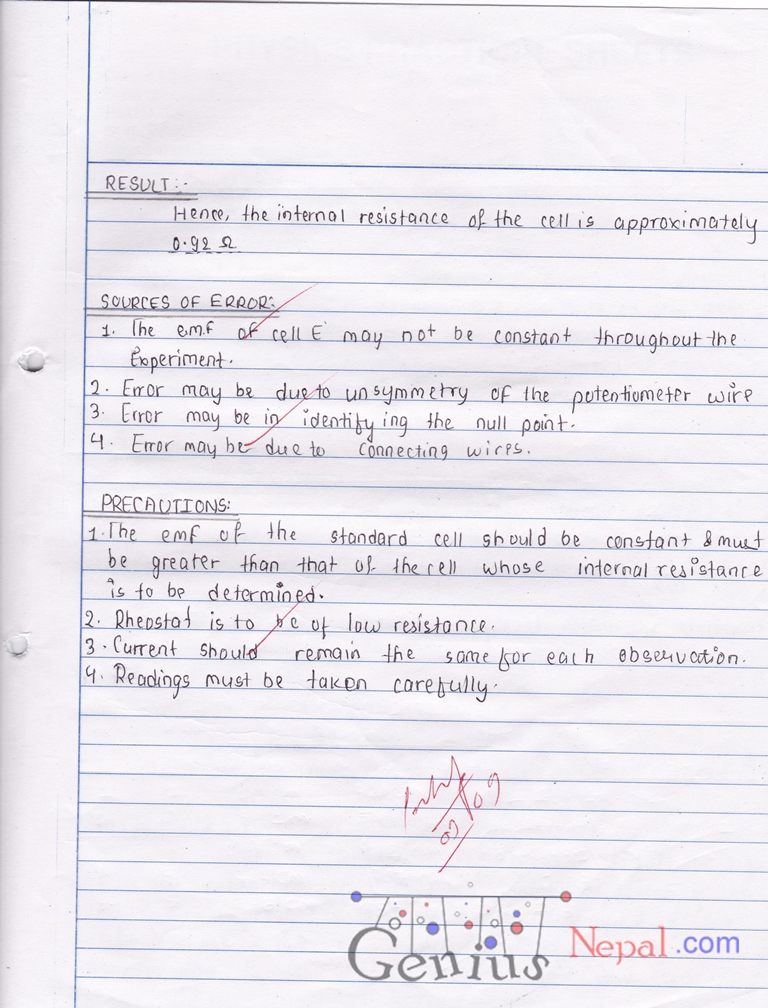 RESULT:-
Hence, the internal resistance of the cell is approximately
0.92 Ω
SOURCES OF ERROR:
1. The emf of cell E may not be constant throughout the
Experiment.
2. Error may be due to unsymmetry of the potentiometer wire
3. Error may be in identifying the null point.
4. Error may be due to connecting wires.
PRECAUTIONS:
1. The emf of the standard cell should be constant & must
be greater than that of the cell whose internal resistance
is to be determined.
2. Rheostat is to be of low resistance.
3. Current should remain the same for each observation.
4. Readings must be taken carefully.
Genius Nepal.com